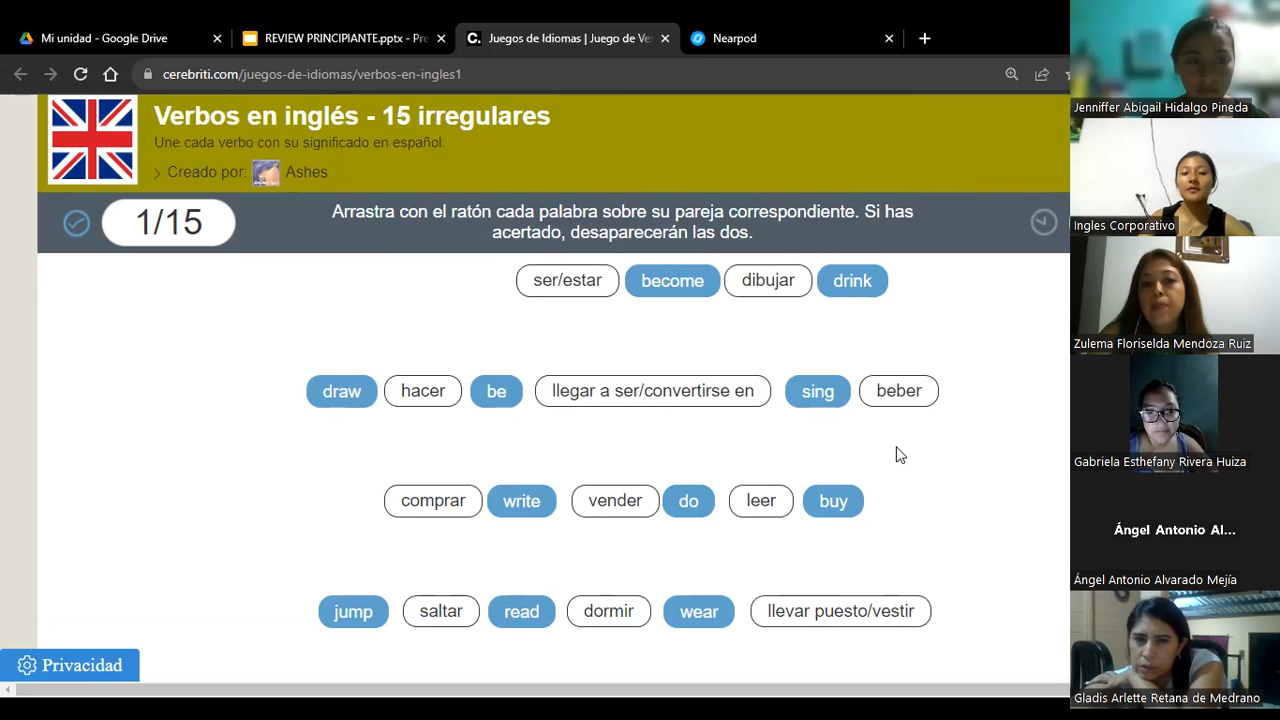 Mi unidad - Google Drive
REVIEW PRINCIPIANTE.pptx - Pre
Juegos de Idiomas | Juego de Ve
Nearpod
cerebriti.com/juegos-de-idiomas/verbos-en-ingles1
Verbos en inglés - 15 irregulares
Une cada verbo con su significado en español.
Creado por: Ashes
1/15
Arrastra con el ratón cada palabra sobre su pareja correspondiente. Si has
acertado, desaparecerán las dos.
ser/estar become dibujar drink
draw hacer be llegar a ser/convertirse en sing beber
comprar write vender do leer buy
jump saltar read dormir wear llevar puesto/vestir
Privacidad
Jenniffer Abigail Hidalgo Pineda
Ingles Corporativo
Zulema Floriselda Mendoza Ruiz
Gabriela Esthefany Rivera Huiza
Ángel Antonio Al...
Ángel Antonio Alvarado Mejía
Gladis Arlette Retana de Medrano